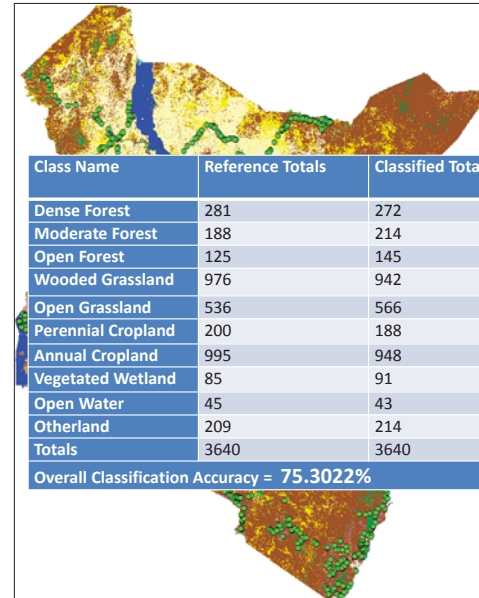 Class Name Reference Totals Classified Tota
Dense Forest 281 272
Moderate Forest 188 214
Open Forest 125 145
Wooded Grassland 976 942
Open Grassland 536 566
Perennial Cropland 200 188
Annual Cropland 995 948
Vegetated Wetland 85 91
Open Water 45 43
Otherland 209 214
Totals 3640 3640
Overall Classification Accuracy = 75.3022%